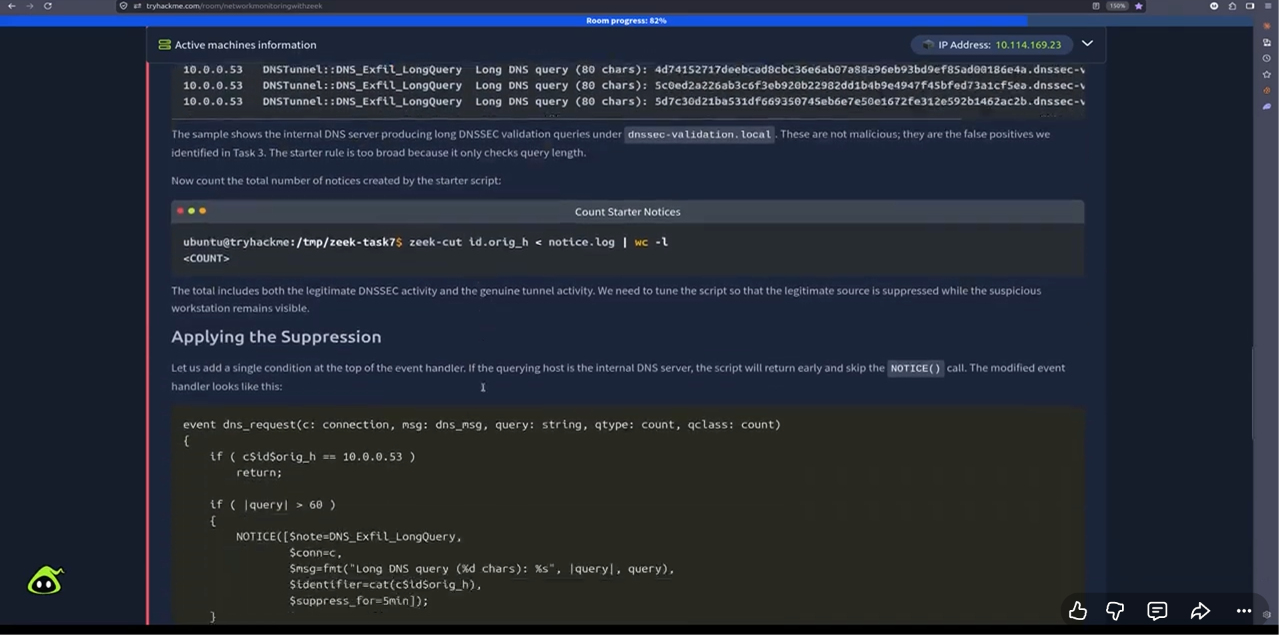 tryhackme.com/room/networkmonitoringwithzeek
150%
Room progress: 82%
Active machines information
IP Address: 10.114.169.23
10.0.0.53 DNSTunnel::DNS_Exfil_LongQuery Long DNS query (80 chars): 4d74152717deebcad8cbc36e6ab07a88a96eb93bd9ef85ad00186e4a.dnssec-v
10.0.0.53 DNSTunnel::DNS_Exfil_LongQuery Long DNS query (80 chars): 5c0ed2a226ab3c6f3eb920b22982dd1b4b9e4947f45bfed73a1cf5ea.dnssec-v
10.0.0.53 DNSTunnel::DNS_Exfil_LongQuery Long DNS query (80 chars): 5d7c30d21ba531df669350745eb6e7e50e1672fe312e592b1462ac2b.dnssec-v
The sample shows the internal DNS server producing long DNSSEC validation queries under dnssec-validation.local. These are not malicious; they are the false positives we
identified in Task 3. The starter rule is too broad because it only checks query length.
Now count the total number of notices created by the starter script:
Count Starter Notices
ubuntu@tryhackme:/tmp/zeek-task7$ zeek-cut id.orig_h < notice.log | wc -l
<COUNT>
The total includes both the legitimate DNSSEC activity and the genuine tunnel activity. We need to tune the script so that the legitimate source is suppressed while the suspicious
workstation remains visible.
Applying the Suppression
Let us add a single condition at the top of the event handler. If the querying host is the internal DNS server, the script will return early and skip the NOTICE() call. The modified event
handler looks like this:
event dns_request(c: connection, msg: dns_msg, query: string, qtype: count, qclass: count)
{
if ( c$id$orig_h == 10.0.0.53 )
return;
if ( |query| > 60 )
{
NOTICE([$note=DNS_Exfil_LongQuery,
$conn=c,
$msg=fmt("Long DNS query (%d chars): %s", |query|, query),
$identifier=cat(c$id$orig_h),
$suppress_for=5min]);
}